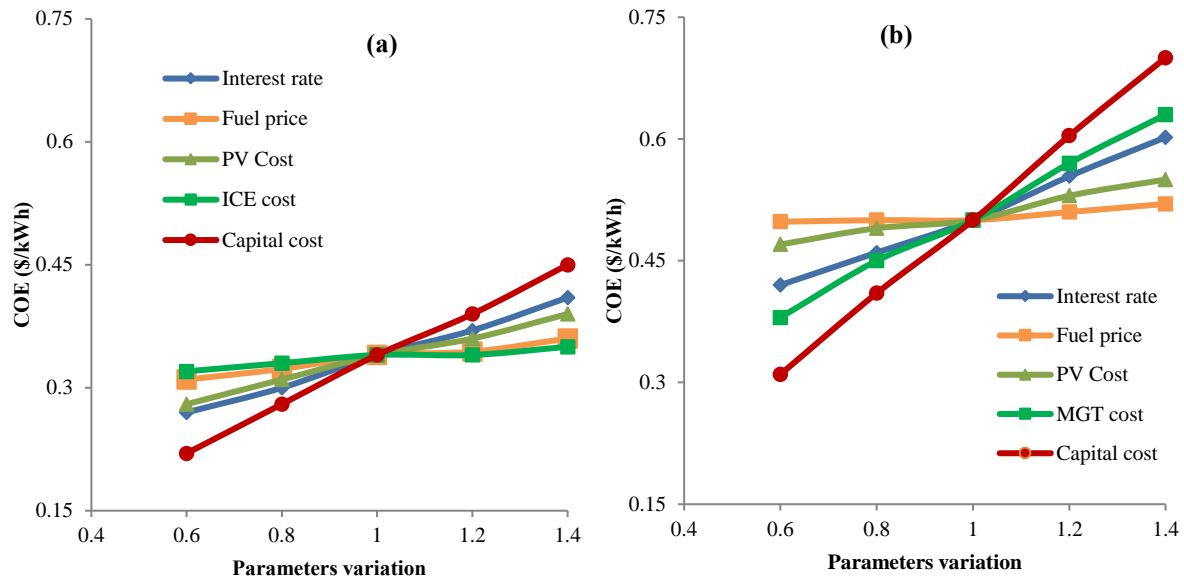 (a)
COE ($/kWh)
0.75
0.6
0.45
0.3
0.15
Interest rate
Fuel price
PV Cost
ICE cost
Capital cost
0.4 0.6 0.8 1 1.2 1.4
Parameters variation
(b)
COE ($/kWh)
0.75
0.6
0.45
0.3
0.15
Interest rate
Fuel price
PV Cost
MGT cost
Capital cost
0.4 0.6 0.8 1 1.2 1.4
Parameters variation